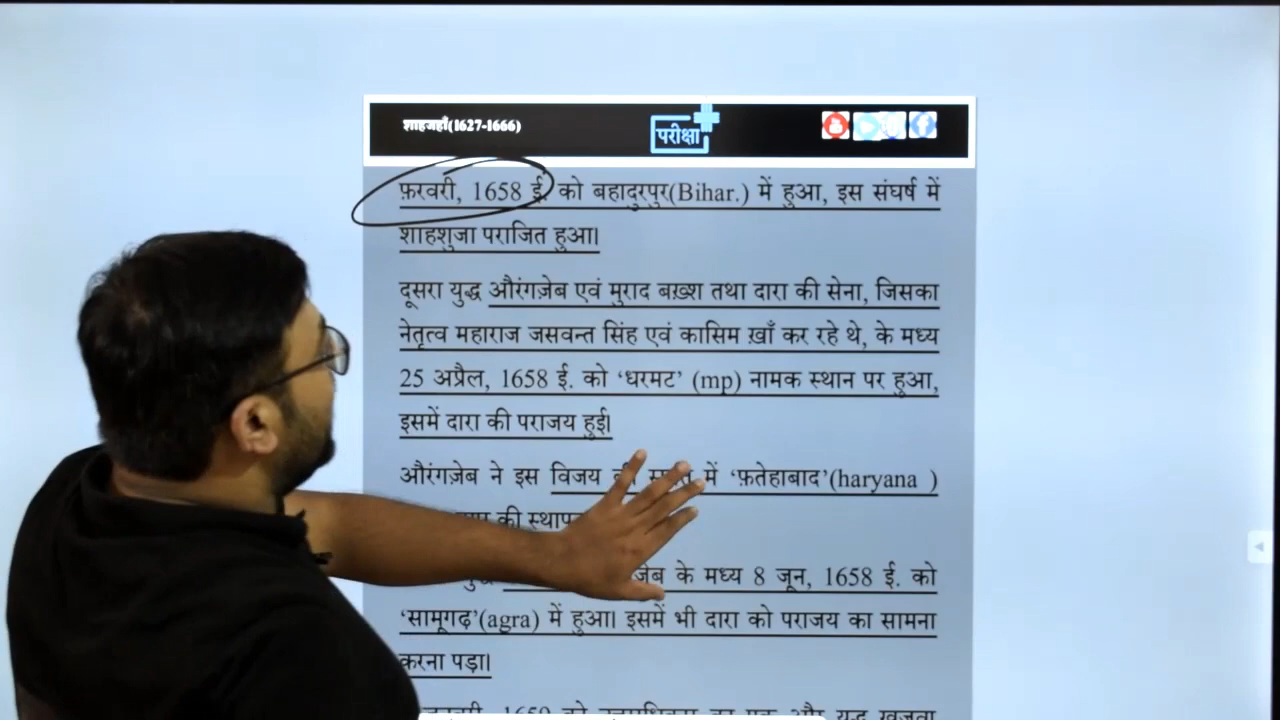 शाहजहाँ(1627-1666)
परीक्षा
फ़रवरी, 1658 ई. को बहादुरपुर(Bihar.) में हुआ, इस संघर्ष में
शाहशुजा पराजित हुआ।
दूसरा युद्ध औरंगज़ेब एवं मुराद बख़्श तथा दारा की सेना, जिसका
नेतृत्व महाराज जसवन्त सिंह एवं कासिम ख़ाँ कर रहे थे, के मध्य
25 अप्रैल, 1658 ई. को ‘धरमट’ (mp) नामक स्थान पर हुआ,
इसमें दारा की पराजय हुई।
औरंगज़ेब ने इस विजय में ‘फ़तेहाबाद’(haryana )
की
के मध्य 8 जून, 1658 ई. को
‘सामूगढ़’(agra) में हुआ। इसमें भी दारा को पराजय का सामना
करना पड़ा।